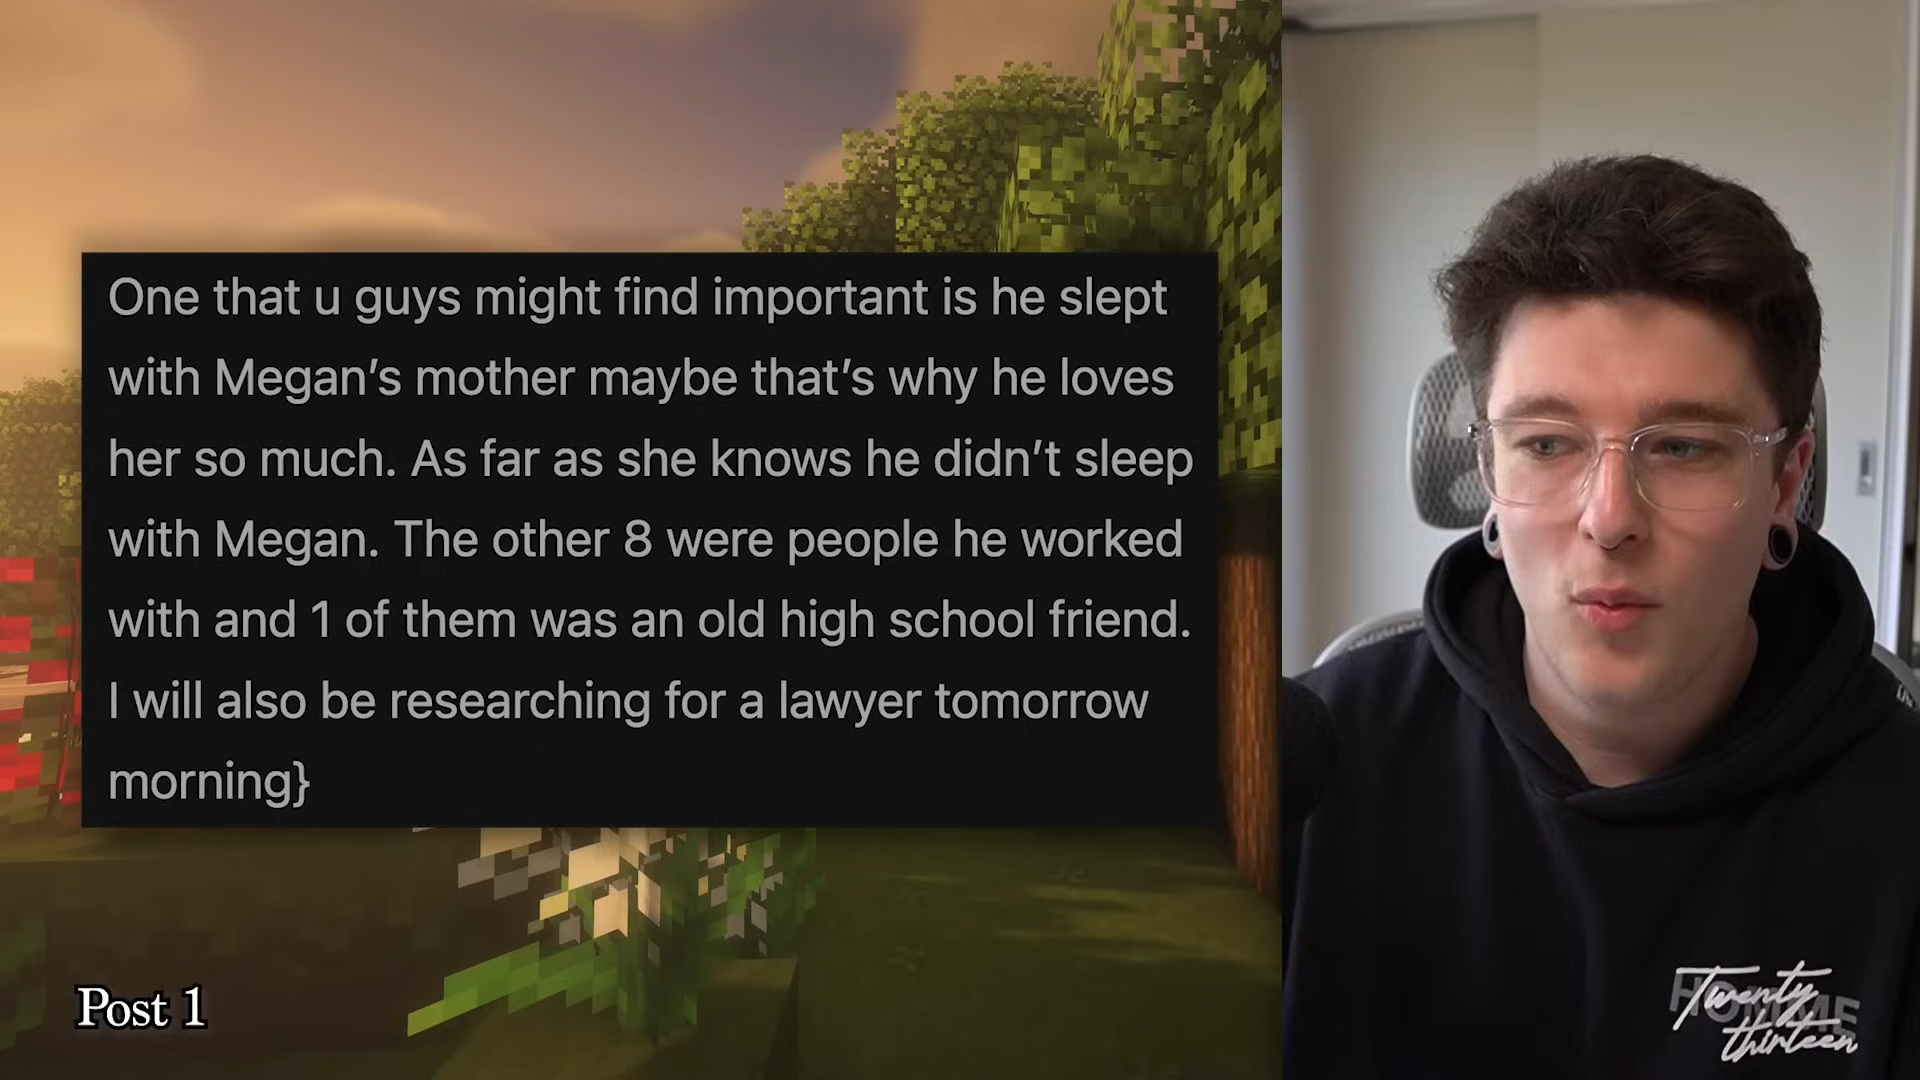 One that u guys might find important is he slept
with Megan’s mother maybe that’s why he loves
her so much. As far as she knows he didn’t sleep
with Megan. The other 8 were people he worked
with and 1 of them was an old high school friend.
I will also be researching for a lawyer tomorrow
morning}
Post 1
HOMME
Twenty
thirteen